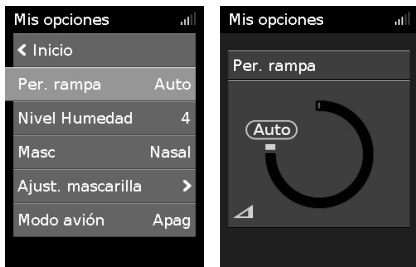 Mis opciones
Inicio
Per. rampa Auto
Nivel Humedad 4
Masc Nasal
Ajust. mascarilla
Modo avión Apag
Mis opciones
Per. rampa
Auto